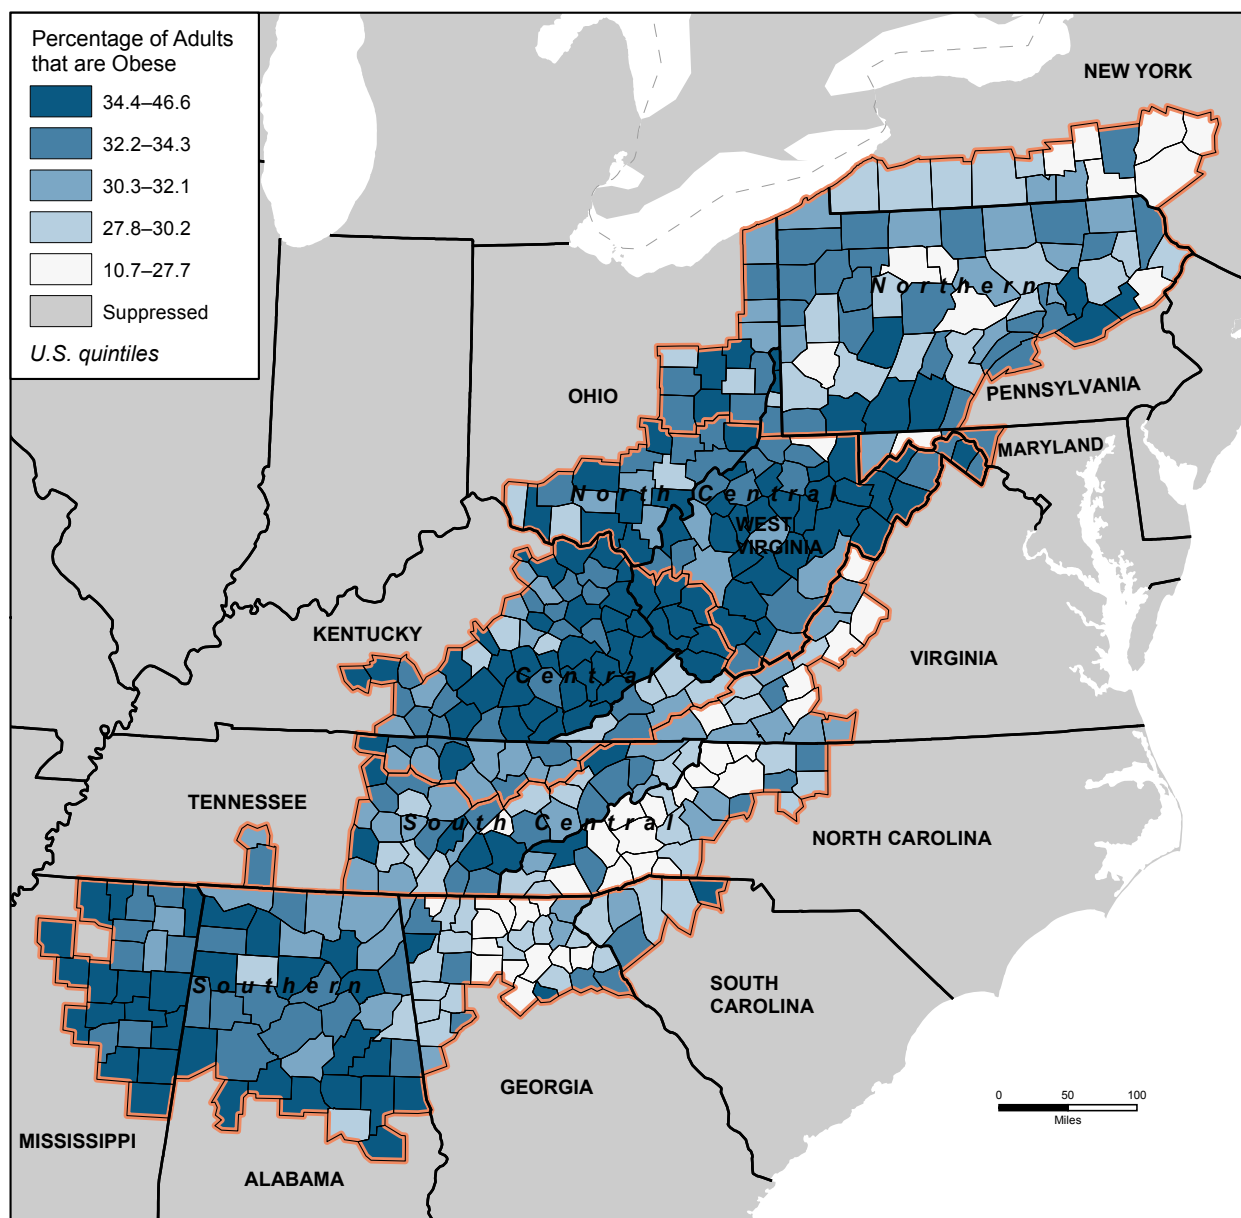 Percentage of Adults
that are Obese
34.4–46.6
32.2–34.3
30.3–32.1
27.8–30.2
10.7–27.7
Suppressed
U.S. quintiles
NEW YORK
Northern
PENNSYLVANIA
OHIO
MARYLAND
North Central
WEST
VIRGINIA
KENTUCKY
VIRGINIA
Central
TENNESSEE
South Central
NORTH CAROLINA
Southern
SOUTH
CAROLINA
GEORGIA
0 50 100
Miles
MISSISSIPPI
ALABAMA